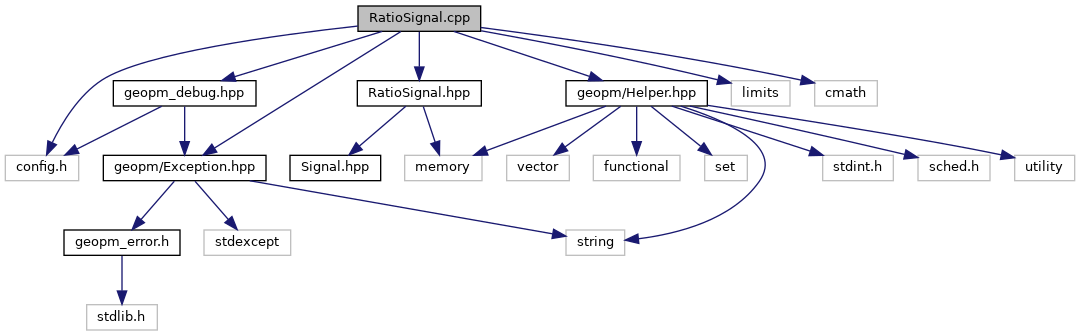 RatioSignal.cpp
geopm_debug.hpp
RatioSignal.hpp
geopm/Helper.hpp
limits
cmath
config.h
geopm/Exception.hpp
Signal.hpp
memory
vector
functional
set
stdint.h
sched.h
utility
geopm_error.h
stdexcept
string
stdlib.h